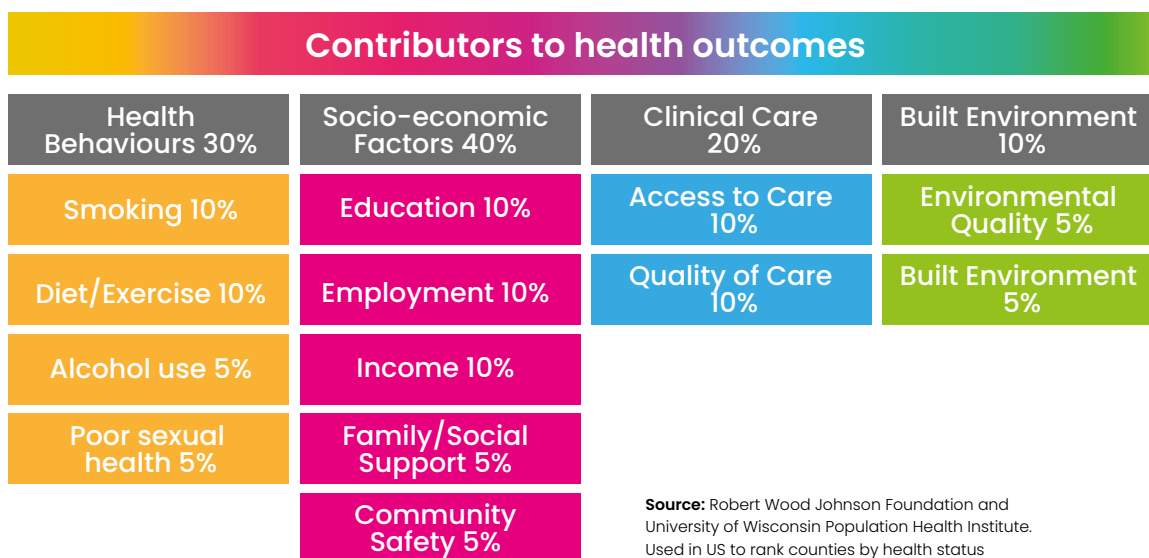 Contributors to health outcomes
Health
Behaviours 30%
Smoking 10%
Diet/Exercise 10%
Alcohol use 5%
Poor sexual
health 5%
Socio-economic
Factors 40%
Education 10%
Employment 10%
Income 10%
Family/Social
Support 5%
Community
Safety 5%
Clinical Care
20%
Access to Care
10%
Quality of Care
10%
Built Environment
10%
Environmental
Quality 5%
Built Environment
5%
Source: Robert Wood Johnson Foundation and
University of Wisconsin Population Health Institute.
Used in US to rank counties by health status